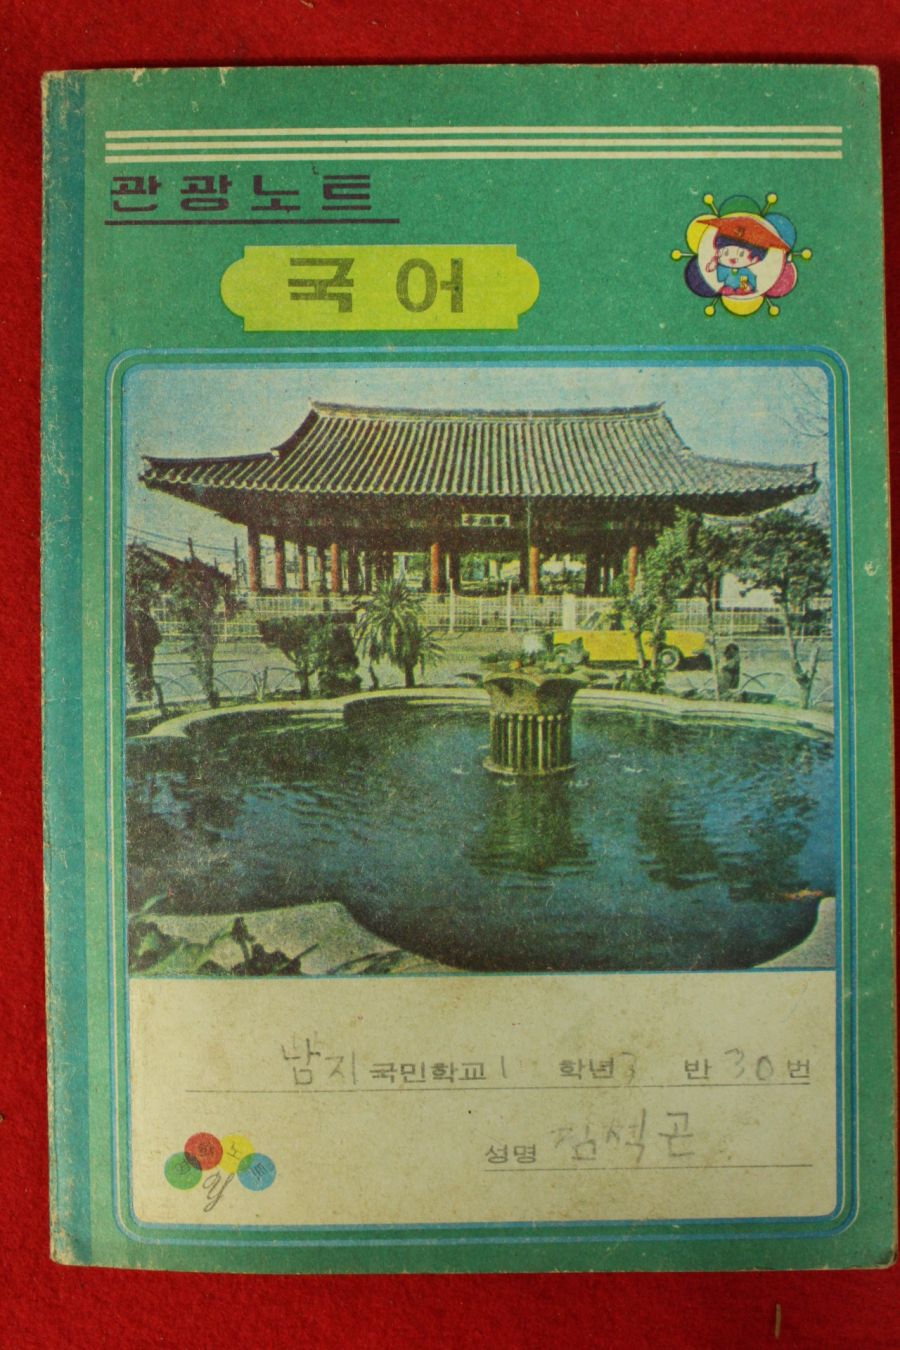 관광노트
국어
남지 국민학교 1 학년 3 반 30 번
성명 김석곤